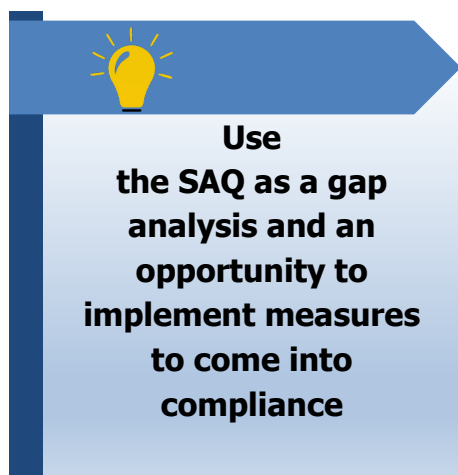 Use
the SAQ as a gap
analysis and an
opportunity to
implement measures
to come into
compliance